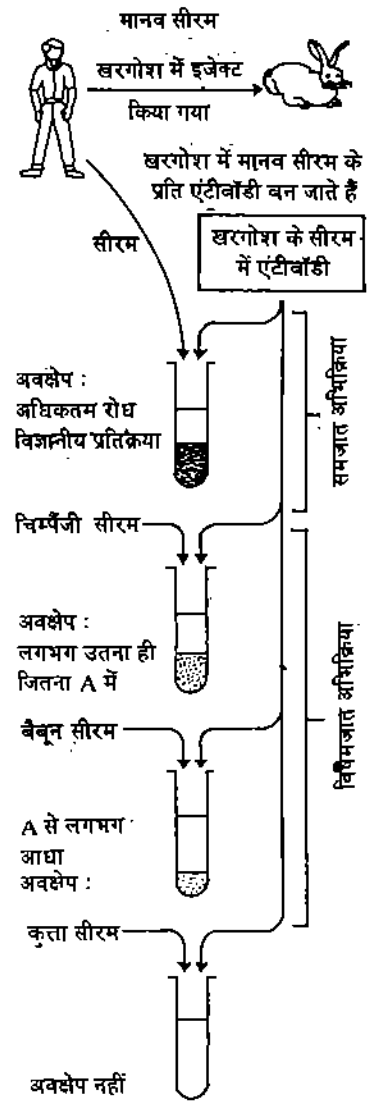 मानव सीरम
खरगोश में इंजेक्ट
किया गया
खरगोश में मानव सीरम के
प्रति एंटीबॉडी बन जाते हैं
सीरम
खरगोश के सीरम
में एंटीबॉडी
अवक्षेप :
अधिकतम रोध
विज्ञानीय प्रतिक्रया
समजात अभिक्रिया
चिम्पैंजी सीरम
अवक्षेप :
लगभग उतना ही
जितना A में
विषमजात अभिक्रिया
बैबून सीरम
A से लगभग
आधा
अवक्षेप :
कुत्ता सीरम
अवक्षेप नहीं